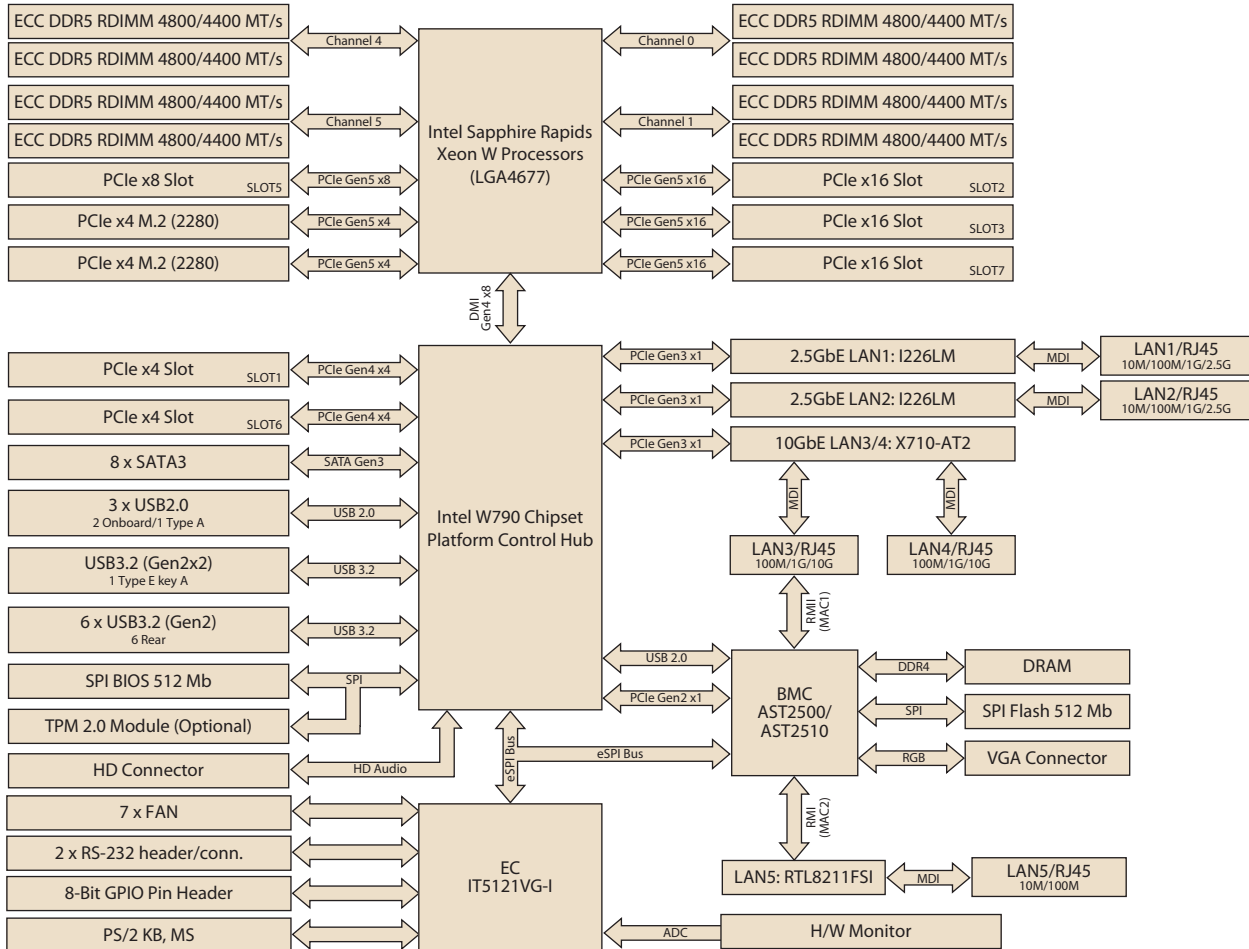 ECC DDR5 RDIMM 4800/4400 MT/s
ECC DDR5 RDIMM 4800/4400 MT/s
Channel 4
ECC DDR5 RDIMM 4800/4400 MT/s
ECC DDR5 RDIMM 4800/4400 MT/s
Channel 5
PCIe x8 Slot
SLOT5
PCIe Gen5 x8
PCIe x4 M.2 (2280)
PCIe Gen5 x4
PCIe x4 M.2 (2280)
PCIe Gen5 x4
Intel Sapphire Rapids
Xeon W Processors
(LGA4677)
Channel 0
ECC DDR5 RDIMM 4800/4400 MT/s
ECC DDR5 RDIMM 4800/4400 MT/s
Channel 1
ECC DDR5 RDIMM 4800/4400 MT/s
ECC DDR5 RDIMM 4800/4400 MT/s
PCIe Gen5 x16
PCIe x16 Slot
SLOT2
PCIe Gen5 x16
PCIe x16 Slot
SLOT3
PCIe Gen5 x16
PCIe x16 Slot
SLOT7
DMI
Gen4 x8
PCIe x4 Slot
SLOT1
PCIe Gen4 x4
PCIe x4 Slot
SLOT6
PCIe Gen4 x4
8 x SATA3
SATA Gen3
3 x USB2.0
2 Onboard/1 Type A
USB 2.0
USB3.2 (Gen2x2)
1 Type E key A
USB 3.2
6 x USB3.2 (Gen2)
6 Rear
USB 3.2
SPI BIOS 512 Mb
SPI
TPM 2.0 Module (Optional)
HD Connector
HD Audio
Intel W790 Chipset
Platform Control Hub
PCIe Gen3 x1
2.5GbE LAN1: I226LM
MDI
LAN1/RJ45
10M/100M/1G/2.5G
PCIe Gen3 x1
2.5GbE LAN2: I226LM
MDI
LAN2/RJ45
10M/100M/1G/2.5G
PCIe Gen3 x1
10GbE LAN3/4: X710-AT2
MDI
MDI
LAN3/RJ45
100M/1G/10G
LAN4/RJ45
100M/1G/10G
RMII
(MAC1)
USB 2.0
PCIe Gen2 x1
BMC
AST2500/
AST2510
DDR4
DRAM
SPI
SPI Flash 512 Mb
RGB
VGA Connector
eSPI Bus
eSPI Bus
RMI
(MAC2)
7 x FAN
2 x RS-232 header/conn.
8-Bit GPIO Pin Header
PS/2 KB, MS
EC
IT5121VG-I
LAN5: RTL8211FSI
MDI
LAN5/RJ45
10M/100M
ADC
H/W Monitor